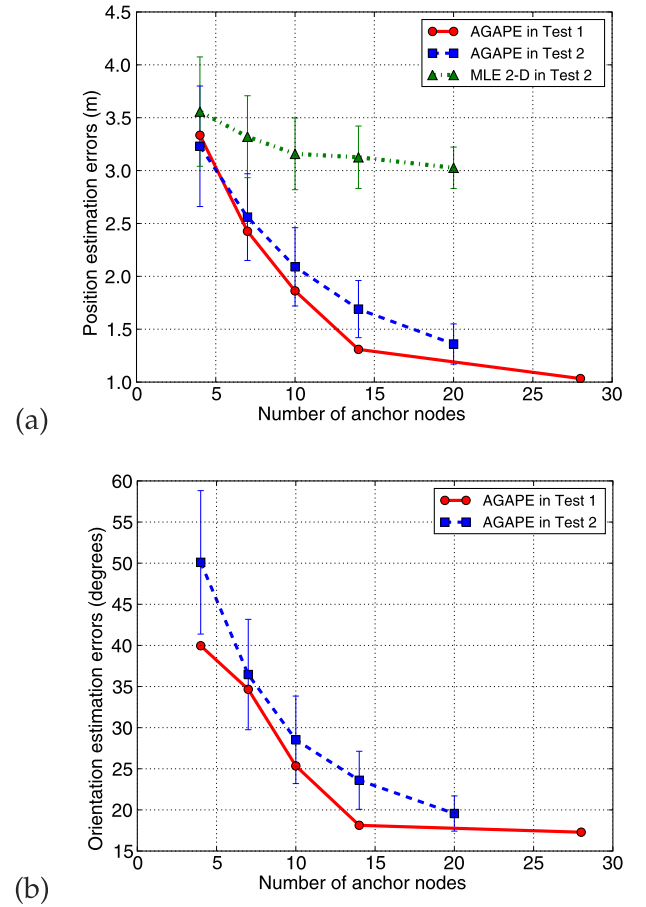 4.5
4.0
3.5
3.0
2.5
2.0
1.5
1.0
Position estimation errors (m)
AGAPE in Test 1
AGAPE in Test 2
MLE 2-D in Test 2
0 5 10 15 20 25 30
Number of anchor nodes
(a)
60
55
50
45
40
35
30
25
20
15
Orientation estimation errors (degrees)
AGAPE in Test 1
AGAPE in Test 2
0 5 10 15 20 25 30
Number of anchor nodes
(b)